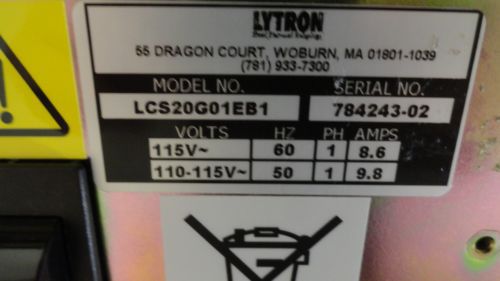 LYTRON
55 DRAGON COURT, WOBURN, MA 01801-1039
(781) 933-7300
MODEL NO. SERIAL NO.
LCS20G01EB1 784243-02
VOLTS HZ PH AMPS
115V~ 60 1 8.6
110-115V~ 50 1 9.8